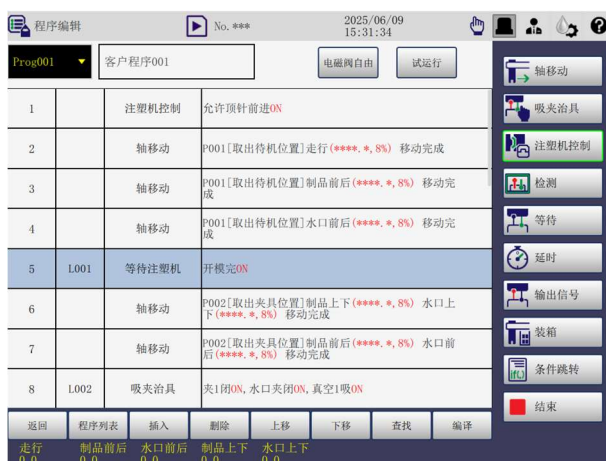 程序编辑
No. ***
2025/06/09
15:31:34
Prog001
客户程序001
电磁阀自由
试运行
1 注塑机控制 允许顶针前进ON
2 轴移动 P001[取出待机位置]走行(****.*,8%) 移动完成
3 轴移动 P001[取出待机位置]制品前后(****.*,8%) 移动完
成
4 轴移动 P001[取出待机位置]水口前后(****.*,8%) 移动完
成
5 L001 等待注塑机 开模完ON
6 轴移动 P002[取出夹具位置]制品上下(****.*,8%) 水口上
下(****.*,8%) 移动完成
7 轴移动 P002[取出夹具位置]制品前后(****.*,8%) 水口前
后(****.*,8%) 移动完成
8 L002 吸夹治具 夹1闭ON,水口夹闭ON,真空1吸ON
轴移动
吸夹治具
注塑机控制
检测
等待
延时
输出信号
装箱
if() 条件跳转
结束
返回 程序列表 插入 删除 上移 下移 查找 编译
走行 制品前后 水口前后 制品上下 水口上下
0.0 0.0 0.0 0.0 0.0